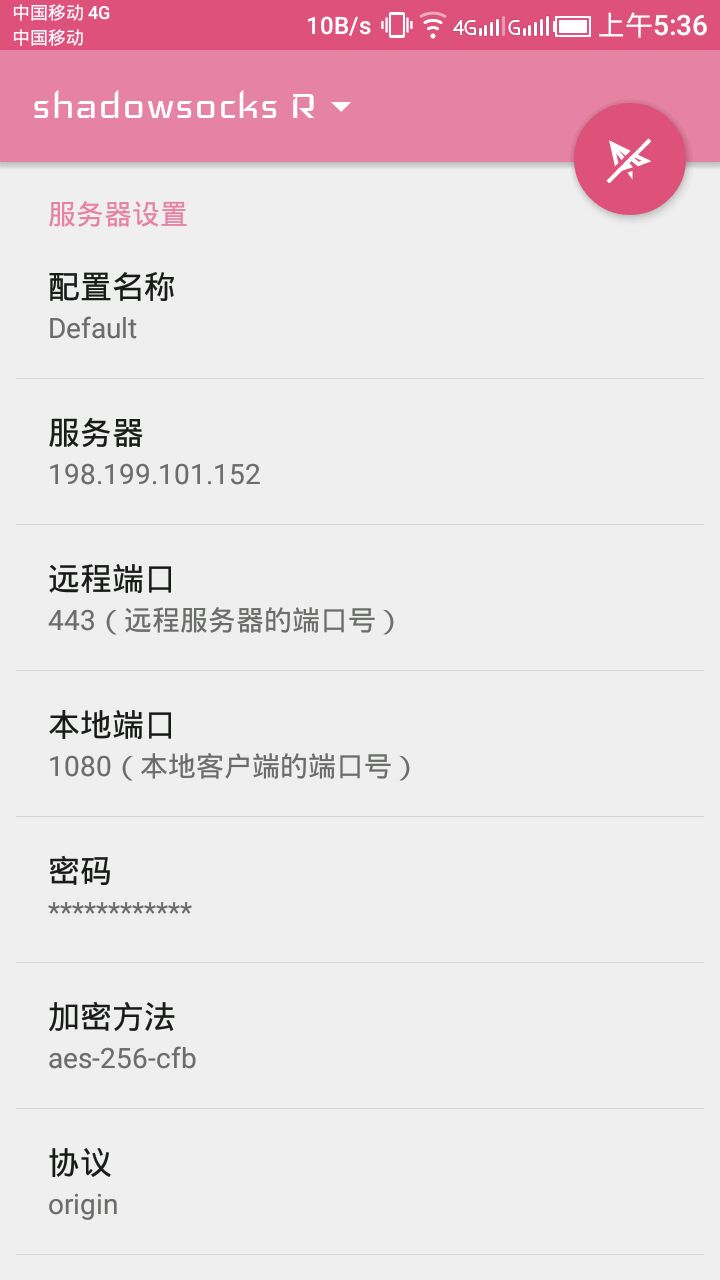 中国移动 4G
中国移动
10B/s 4G G 上午5:36
shadowsocks R
服务器设置
配置名称
Default
服务器
198.199.101.152
远程端口
443（远程服务器的端口号）
本地端口
1080（本地客户端的端口号）
密码
************
加密方法
aes-256-cfb
协议
origin